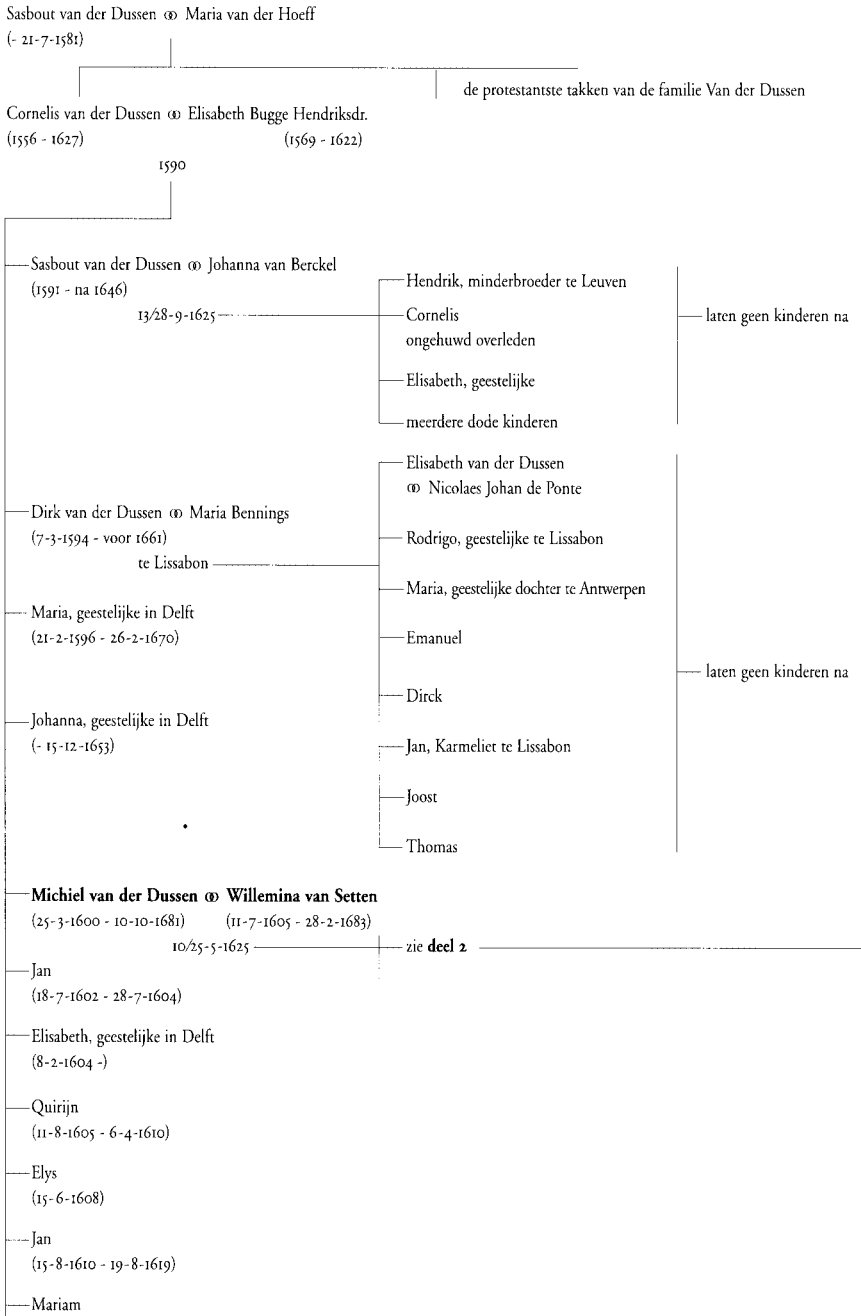 Sasbout van der Dussen ⚭ Maria van der Hoeff
(- 21-7-1581)
de protestantste takken van de familie Van der Dussen
Cornelis van der Dussen ⚭ Elisabeth Bugge Hendriksdr.
(1556 - 1627) (1569 - 1622)
1590
Sasbout van der Dussen ⚭ Johanna van Berckel
(1591 - na 1646)
13/28-9-1625
Hendrik, minderbroeder te Leuven
Cornelis
ongehuwd overleden
Elisabeth, geestelijke
meerdere dode kinderen
laten geen kinderen na
Dirk van der Dussen ⚭ Maria Bennings
(7-3-1594 - voor 1661)
te Lissabon
Elisabeth van der Dussen
⚭ Nicolaes Johan de Ponte
Rodrigo, geestelijke te Lissabon
Maria, geestelijke dochter te Antwerpen
Emanuel
Dirck
Jan, Karmeliet te Lissabon
Joost
Thomas
laten geen kinderen na
Maria, geestelijke in Delft
(21-2-1596 - 26-2-1670)
Johanna, geestelijke in Delft
(- 15-12-1653)
Michiel van der Dussen ⚭ Willemina van Setten
(25-3-1600 - 10-10-1681) (11-7-1605 - 28-2-1683)
10/25-5-1625
zie deel 2
Jan
(18-7-1602 - 28-7-1604)
Elisabeth, geestelijke in Delft
(8-2-1604 -)
Quirijn
(11-8-1605 - 6-4-1610)
Elys
(15-6-1608)
Jan
(15-8-1610 - 19-8-1619)
Mariam